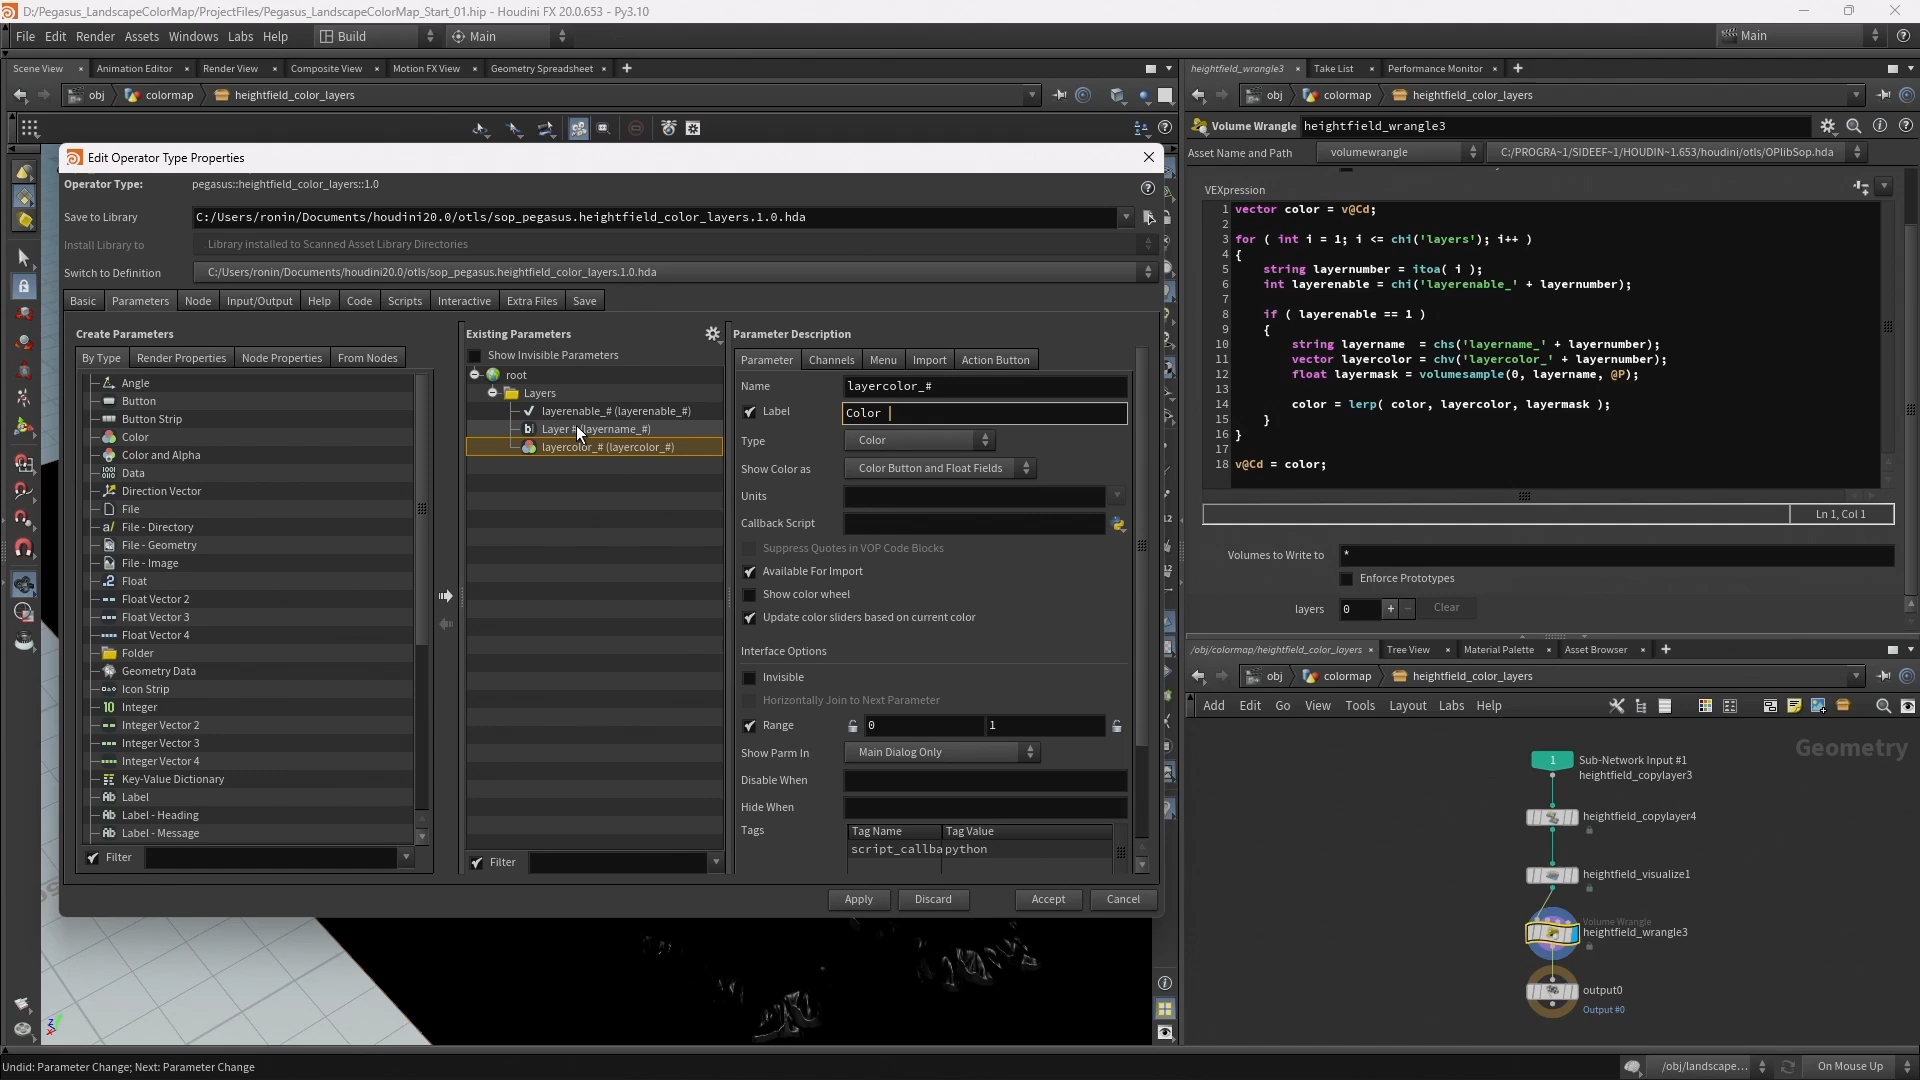 D:/Pegasus_LandscapeColorMap/ProjectFiles/Pegasus_LandscapeColorMap_Start_01.hip - Houdini FX 20.0.653 - Py3.10
File Edit Render Assets Windows Labs Help Build Main Main
Scene View Animation Editor Render View Composite View Motion FX View Geometry Spreadsheet
obj colormap heightfield_color_layers
Edit Operator Type Properties
Operator Type: pegasus::heightfield_color_layers::1.0
Save to Library C:/Users/ronin/Documents/houdini20.0/otls/sop_pegasus.heightfield_color_layers.1.0.hda
Install Library to Library installed to Scanned Asset Library Directories
Switch to Definition C:/Users/ronin/Documents/houdini20.0/otls/sop_pegasus.heightfield_color_layers.1.0.hda
Basic Parameters Node Input/Output Help Code Scripts Interactive Extra Files Save
Create Parameters
By Type Render Properties Node Properties From Nodes
Angle
Button
Button Strip
Color
Color and Alpha
Data
Direction Vector
File
File - Directory
File - Geometry
File - Image
Float
Float Vector 2
Float Vector 3
Float Vector 4
Folder
Geometry Data
Icon Strip
Integer
Integer Vector 2
Integer Vector 3
Integer Vector 4
Key-Value Dictionary
Label
Label - Heading
Label - Message
Filter
Existing Parameters
Show Invisible Parameters
root
Layers
layerenable_# (layerenable_#)
Layer # (layername_#)
layercolor_# (layercolor_#)
Filter
Parameter Description
Parameter Channels Menu Import Action Button
Name layercolor_#
Label Color
Type Color
Show Color as Color Button and Float Fields
Units
Callback Script
Suppress Quotes in VOP Code Blocks
Available For Import
Show color wheel
Update color sliders based on current color
Interface Options
Invisible
Horizontally Join to Next Parameter
Range 0 1
Show Parm In Main Dialog Only
Disable When
Hide When
Tags Tag Name Tag Value
script_callba python
Apply Discard Accept Cancel
heightfield_wrangle3 Take List Performance Monitor
obj colormap heightfield_color_layers
Volume Wrangle heightfield_wrangle3
Asset Name and Path volumewrangle C:/PROGRA~1/SIDEEF~1/HOUDIN~1.653/houdini/otls/OPlibSop.hda
VEXpression
1 vector color = v@Cd;
2
3 for ( int i = 1; i <= chi('layers'); i++ )
4 {
5 string layernumber = itoa( i );
6 int layerenable = chi('layerenable_' + layernumber);
7
8 if ( layerenable == 1 )
9 {
10 string layername = chs('layername_' + layernumber);
11 vector layercolor = chv('layercolor_' + layernumber);
12 float layermask = volumesample(0, layername, @P);
13
14 color = lerp( color, layercolor, layermask );
15 }
16 }
17
18 v@Cd = color;
Ln 1, Col 1
Volumes to Write to *
Enforce Prototypes
layers 0 + - Clear
/obj/colormap/heightfield_color_layers Tree View Material Palette Asset Browser
obj colormap heightfield_color_layers
Add Edit Go View Tools Layout Labs Help
Geometry
1 Sub-Network Input #1
heightfield_copylayer3
heightfield_copylayer4
heightfield_visualize1
Volume Wrangle
heightfield_wrangle3
output0
Output #0
Undid: Parameter Change; Next: Parameter Change
/obj/landscape... On Mouse Up